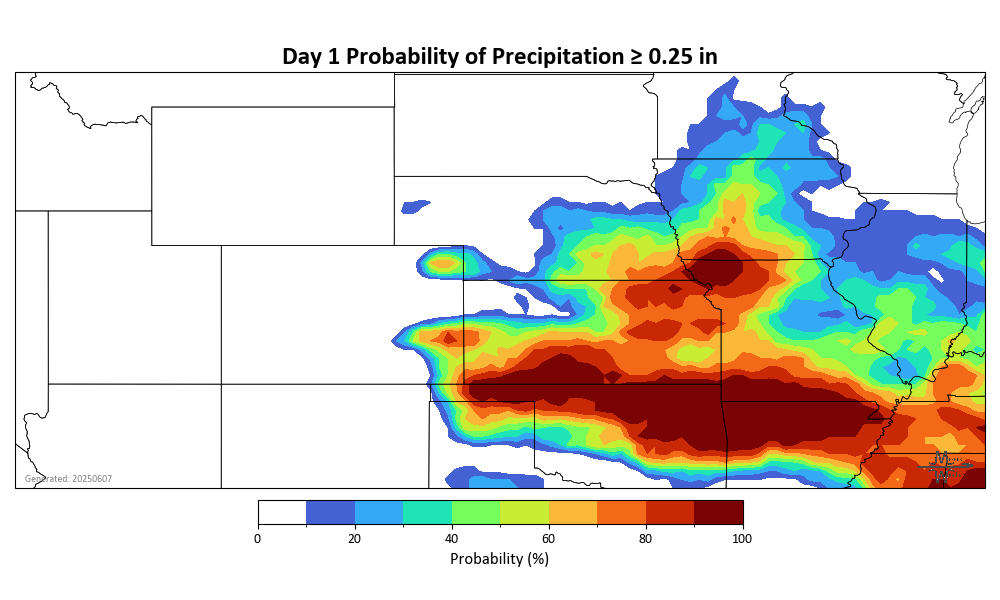 Day 1 Probability of Precipitation ≥ 0.25 in
Generated: 20250607
0 20 40 60 80 100
Probability (%)